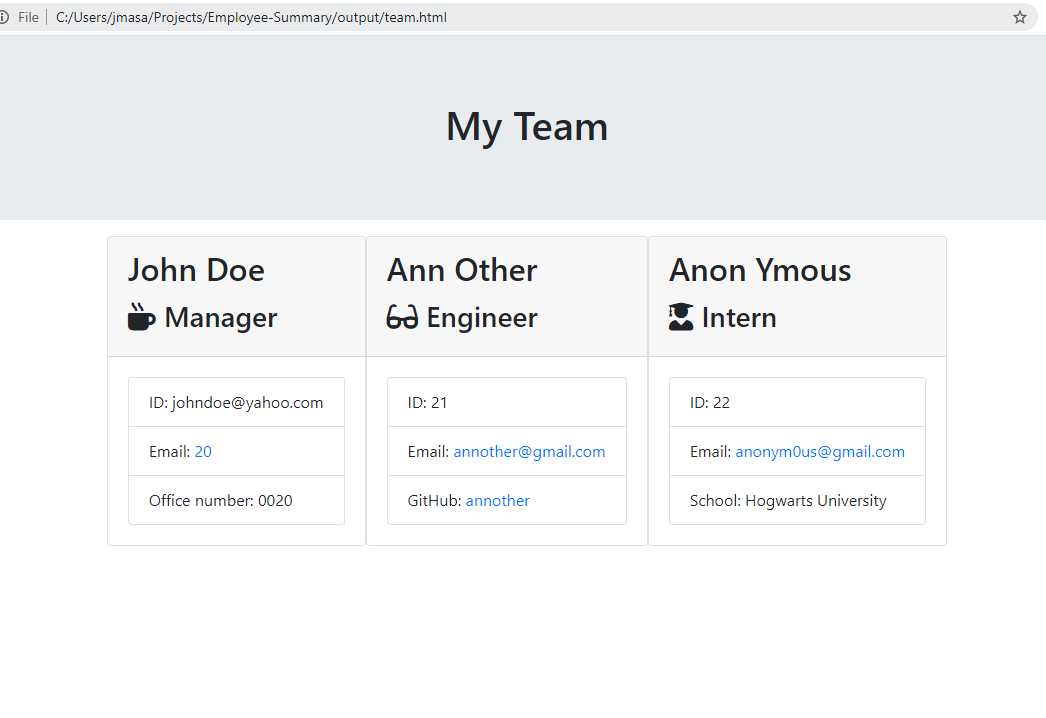 File C:/Users/jmasa/Projects/Employee-Summary/output/team.html
My Team
John Doe
Manager
ID: johndoe@yahoo.com
Email: 20
Office number: 0020
Ann Other
Engineer
ID: 21
Email: annother@gmail.com
GitHub: annother
Anon Ymous
Intern
ID: 22
Email: anonym0us@gmail.com
School: Hogwarts University